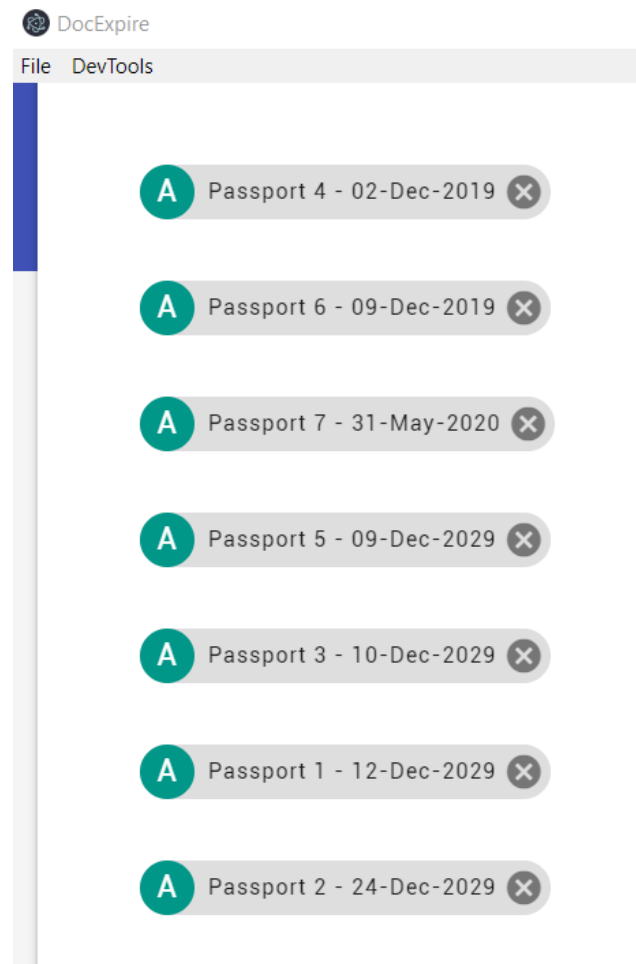 DocExpire
File DevTools
A Passport 4 - 02-Dec-2019
A Passport 6 - 09-Dec-2019
A Passport 7 - 31-May-2020
A Passport 5 - 09-Dec-2029
A Passport 3 - 10-Dec-2029
A Passport 1 - 12-Dec-2029
A Passport 2 - 24-Dec-2029